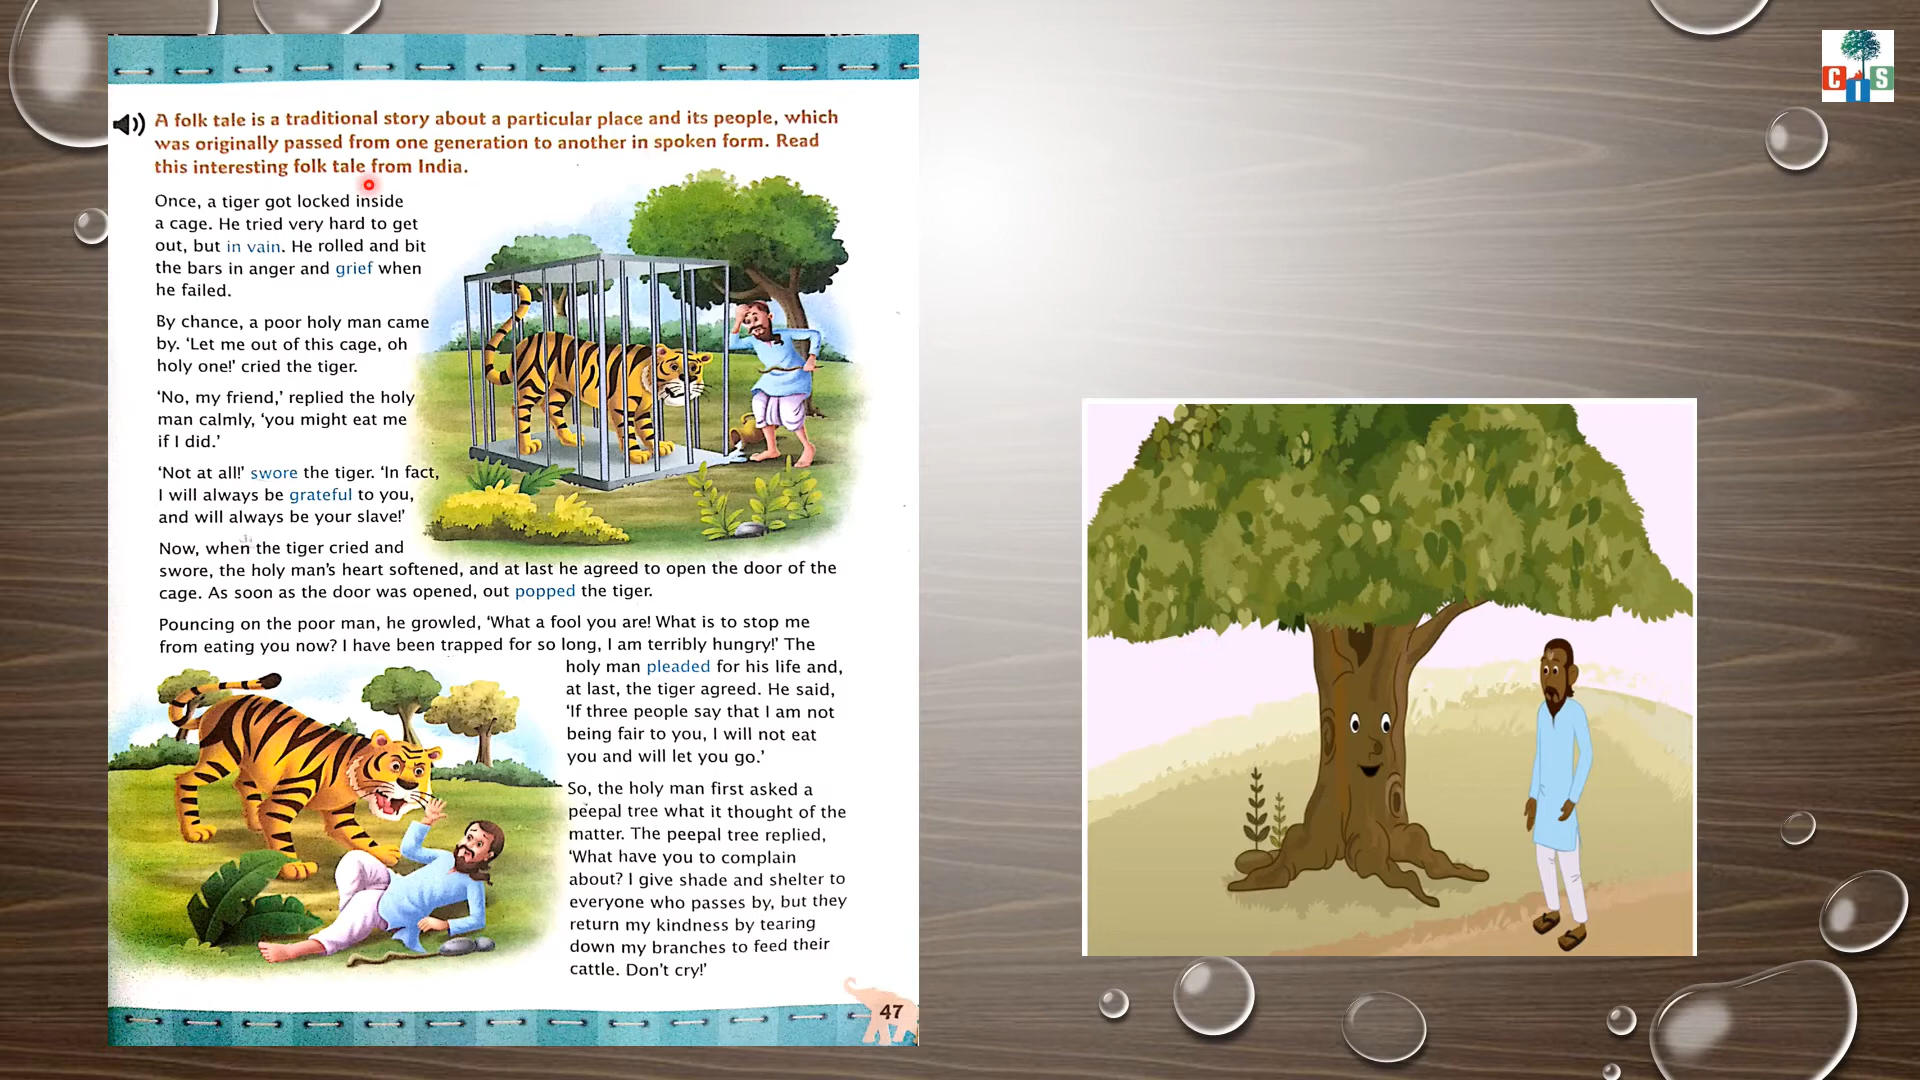 A folk tale is a traditional story about a particular place and its people, which
was originally passed from one generation to another in spoken form. Read
this interesting folk tale from India.
Once, a tiger got locked inside
a cage. He tried very hard to get
out, but in vain. He rolled and bit
the bars in anger and grief when
he failed.
By chance, a poor holy man came
by. ‘Let me out of this cage, oh
holy one!’ cried the tiger.
‘No, my friend,’ replied the holy
man calmly, ‘you might eat me
if I did.’
‘Not at all!’ swore the tiger. ‘In fact,
I will always be grateful to you,
and will always be your slave!’
Now, when the tiger cried and
swore, the holy man’s heart softened, and at last he agreed to open the door of the
cage. As soon as the door was opened, out popped the tiger.
Pouncing on the poor man, he growled, ‘What a fool you are! What is to stop me
from eating you now? I have been trapped for so long, I am terribly hungry!’ The
holy man pleaded for his life and,
at last, the tiger agreed. He said,
‘If three people say that I am not
being fair to you, I will not eat
you and will let you go.’
So, the holy man first asked a
peepal tree what it thought of the
matter. The peepal tree replied,
‘What have you to complain
about? I give shade and shelter to
everyone who passes by, but they
return my kindness by tearing
down my branches to feed their
cattle. Don’t cry!’
47
CIS